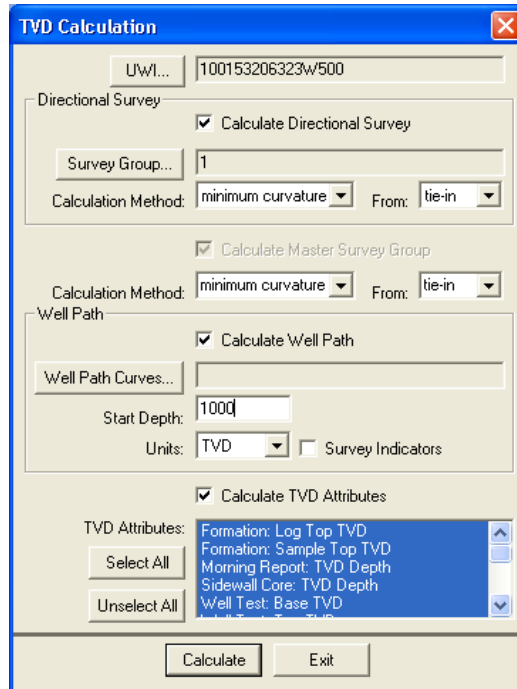 TVD Calculation
UWI... 100153206323W500
Directional Survey
Calculate Directional Survey
Survey Group... 1
Calculation Method: minimum curvature From: tie-in
Calculate Master Survey Group
Calculation Method: minimum curvature From: tie-in
Well Path
Calculate Well Path
Well Path Curves...
Start Depth: 1000
Units: TVD Survey Indicators
Calculate TVD Attributes
TVD Attributes: Formation: Log Top TVD
Formation: Sample Top TVD
Select All Morning Report: TVD Depth
Sidewall Core: TVD Depth
Unselect All Well Test: Base TVD
Calculate Exit